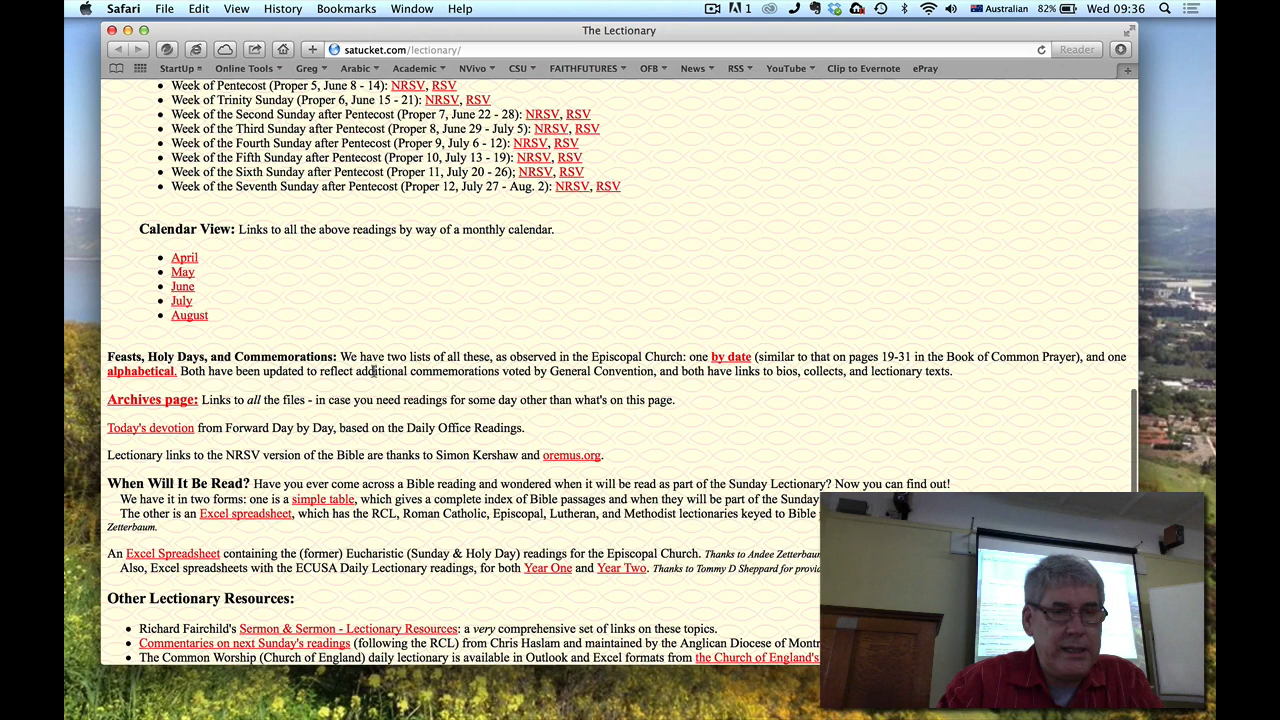 Safari File Edit View History Bookmarks Window Help 1 Australian 82% Wed 09:36
The Lectionary
satucket.com/lectionary/ Reader
StartUp Online Tools Greg Arabic Academic NVivo CSU FAITHFUTURES OFB News RSS YouTube Clip to Evernote ePray
Week of Pentecost (Proper 5, June 8 - 14): NRSV, RSV
Week of Trinity Sunday (Proper 6, June 15 - 21): NRSV, RSV
Week of the Second Sunday after Pentecost (Proper 7, June 22 - 28): NRSV, RSV
Week of the Third Sunday after Pentecost (Proper 8, June 29 - July 5): NRSV, RSV
Week of the Fourth Sunday after Pentecost (Proper 9, July 6 - 12): NRSV, RSV
Week of the Fifth Sunday after Pentecost (Proper 10, July 13 - 19): NRSV, RSV
Week of the Sixth Sunday after Pentecost (Proper 11, July 20 - 26); NRSV, RSV
Week of the Seventh Sunday after Pentecost (Proper 12, July 27 - Aug. 2): NRSV, RSV
Calendar View: Links to all the above readings by way of a monthly calendar.
April
May
June
July
August
Feasts, Holy Days, and Commemorations: We have two lists of all these, as observed in the Episcopal Church: one by date (similar to that on pages 19-31 in the Book of Common Prayer), and one
alphabetical. Both have been updated to reflect additional commemorations voted by General Convention, and both have links to bios, collects, and lectionary texts.
Archives page: Links to all the files - in case you need readings for some day other than what's on this page.
Today's devotion from Forward Day by Day, based on the Daily Office Readings.
Lectionary links to the NRSV version of the Bible are thanks to Simon Kershaw and oremus.org.
When Will It Be Read? Have you ever come across a Bible reading and wondered when it will be read as part of the Sunday Lectionary? Now you can find out!
We have it in two forms: one is a simple table, which gives a complete index of Bible passages and when they will be part of the Sunday
The other is an Excel spreadsheet, which has the RCL, Roman Catholic, Episcopal, Lutheran, and Methodist lectionaries keyed to Bible
Zetterbaum.
An Excel Spreadsheet containing the (former) Eucharistic (Sunday & Holy Day) readings for the Episcopal Church. Thanks to Andee Zetterbaum
Also, Excel spreadsheets with the ECUSA Daily Lectionary readings, for both Year One and Year Two. Thanks to Tommy D Sheppard for
Other Lectionary Resources:
Richard Fairchild's Sermon & Sermon - Lectionary Resources: a very comprehensive set of links on these topics.
Commentaries on next Sunday's readings (following the RCL) from Chris Haslam and maintained by the Anglican Diocese of
The Common Worship (Church of England) daily lectionary is available in Outlook and Excel formats from the Church of England's